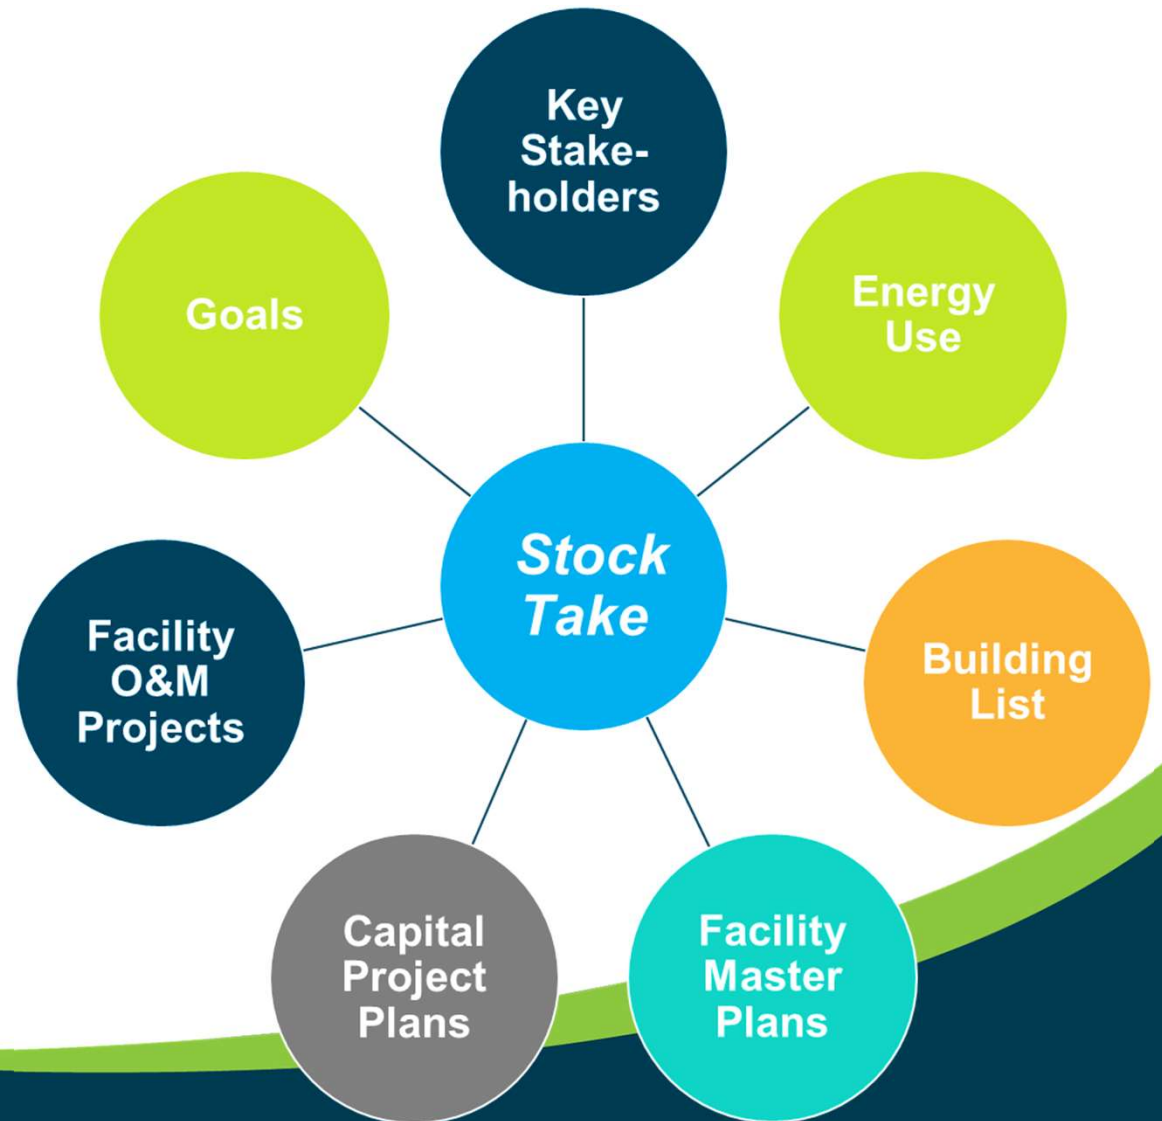 Key
Stake-
holders
Energy
Use
Building
List
Facility
Master
Plans
Capital
Project
Plans
Facility
O&M
Projects
Goals
Stock
Take